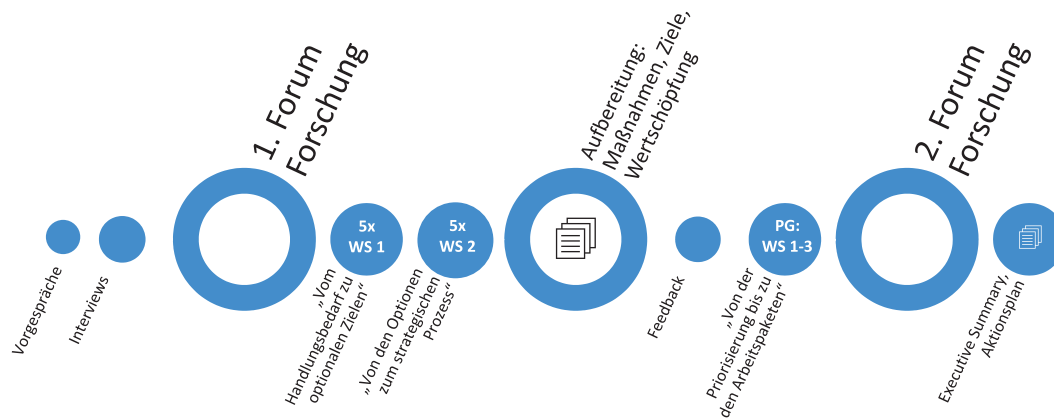 Vorgespräche
Interviews
1. Forum
Forschung
5x
WS 1
„Vom
Handlungsbedarf zu
optionalen Zielen“
5x
WS 2
„Von den Optionen
zum strategischen
Prozess“
Aufbereitung:
Maßnahmen, Ziele,
Wertschöpfung
Feedback
PG:
WS 1-3
„Von der
Priorisierung bis zu
den Arbeitspaketen“
2. Forum
Forschung
Executive Summary,
Aktionsplan